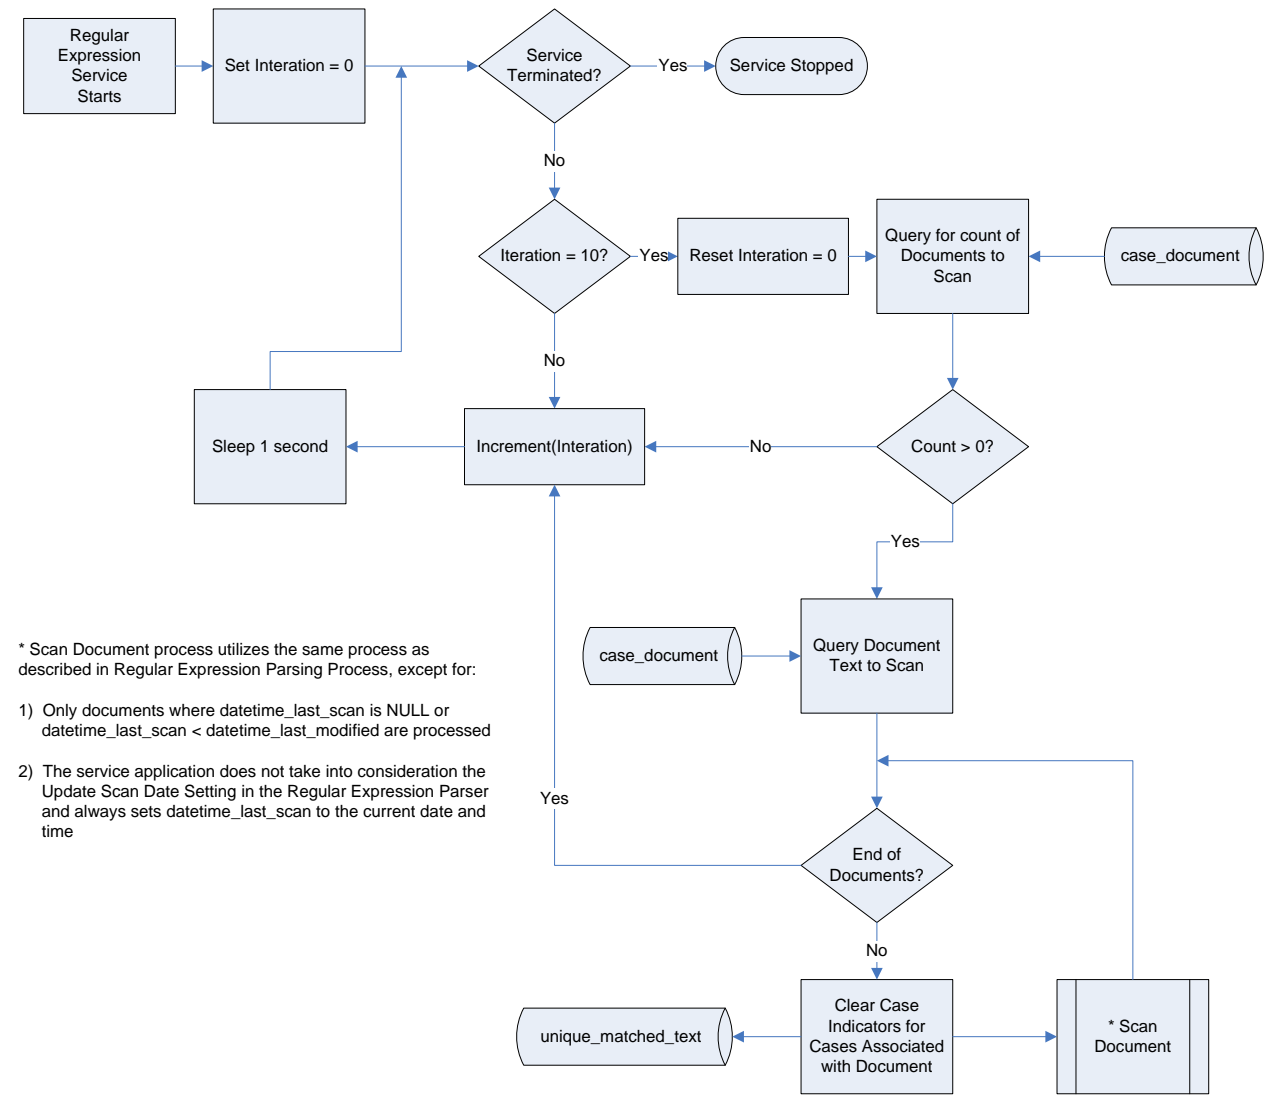 Regular
Expression
Service
Starts
Set Interation = 0
Service
Terminated?
Yes
Service Stopped
No
Iteration = 10?
Yes
Reset Interation = 0
Query for count of
Documents to
Scan
case_document
No
Sleep 1 second
Increment(Interation)
No
Count > 0?
Yes
case_document
Query Document
Text to Scan
* Scan Document process utilizes the same process as
described in Regular Expression Parsing Process, except for:
1) Only documents where datetime_last_scan is NULL or
datetime_last_scan < datetime_last_modified are processed
2) The service application does not take into consideration the
Update Scan Date Setting in the Regular Expression Parser
and always sets datetime_last_scan to the current date and
time
Yes
End of
Documents?
No
unique_matched_text
Clear Case
Indicators for
Cases Associated
with Document
* Scan
Document